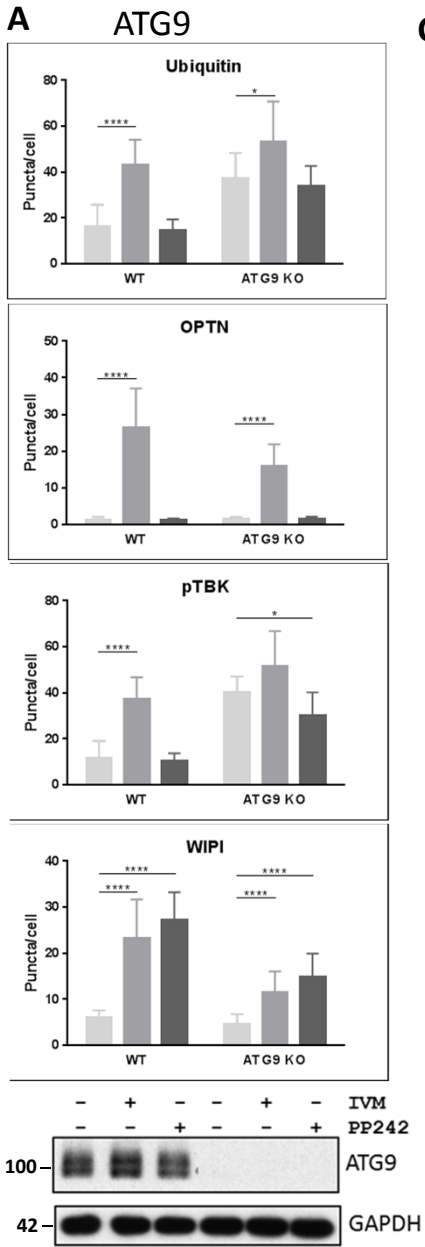 A
ATG9
C
Ubiquitin
Puncta/cell
80
60
40
20
0
****
*
WT
ATG9 KO
OPTN
Puncta/cell
50
40
30
20
10
0
****
****
WT
ATG9 KO
pTBK
Puncta/cell
80
60
40
20
0
****
*
WT
ATG9 KO
WIPI
Puncta/cell
40
30
20
10
0
****
****
****
****
WT
ATG9 KO
- + - - + - IVM
- - + - - + PP242
100 ATG9
42 GAPDH